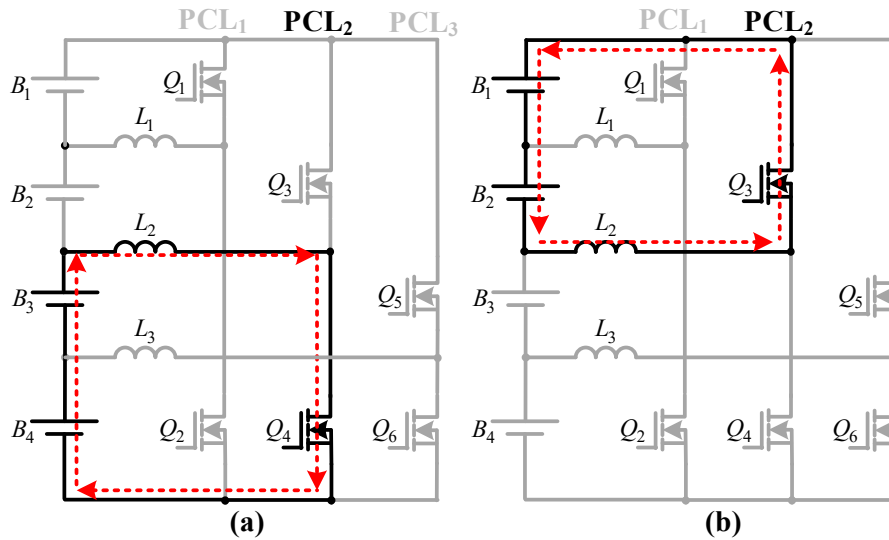 PCL₁ PCL₂ PCL₃
B₁
Q₁
L₁
B₂
Q₃
L₂
B₃
Q₅
L₃
B₄
Q₂
Q₄
Q₆
(a)
PCL₁ PCL₂
B₁
Q₁
L₁
B₂
Q₃
L₂
B₃
Q₅
L₃
B₄
Q₂
Q₄
Q₆
(b)